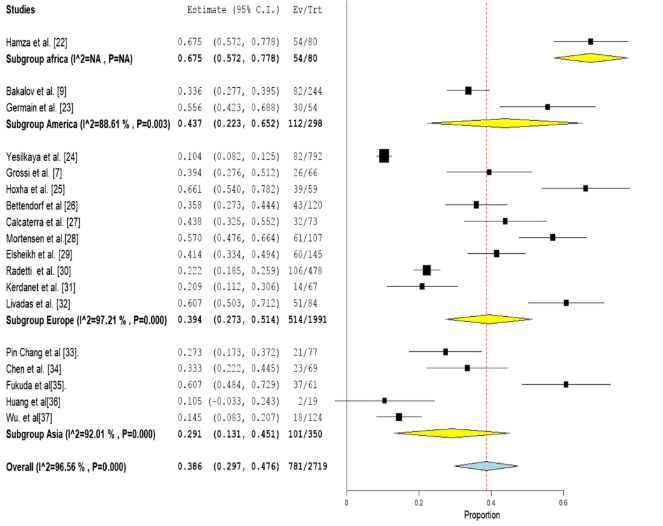 Studies Estimate (95% C.I.) Ev/Trt
Hamza et al. [22] 0.675 (0.572, 0.778) 54/80
Subgroup africa (I^2=NA , P=NA) 0.675 (0.572, 0.778) 54/80
Bakalov et al. [9] 0.336 (0.277, 0.395) 82/244
Germain et al. [23] 0.556 (0.423, 0.688) 30/54
Subgroup America (I^2=88.61 % , P=0.003) 0.437 (0.223, 0.652) 112/298
Yesilkaya et al. [24] 0.104 (0.082, 0.125) 82/792
Grossi et al. [7] 0.394 (0.276, 0.512) 26/66
Hoxha et al. [25] 0.661 (0.540, 0.782) 39/59
Bettendorf et al [26] 0.358 (0.273, 0.444) 43/120
Calcaterra et al. [27] 0.438 (0.325, 0.552) 32/73
Mortensen et al.[28] 0.570 (0.476, 0.664) 61/107
Elsheikh et al. [29] 0.414 (0.334, 0.494) 60/145
Radetti et al. [30] 0.222 (0.185, 0.259) 106/478
Kerdanet et al. [31] 0.209 (0.112, 0.306) 14/67
Livadas et al. [32] 0.607 (0.503, 0.712) 51/84
Subgroup Europe (I^2=97.21 % , P=0.000) 0.394 (0.273, 0.514) 514/1991
Pin Chang et al [33]. 0.273 (0.173, 0.372) 21/77
Chen et al. [34] 0.333 (0.222, 0.445) 23/69
Fukuda et al[35]. 0.607 (0.484, 0.729) 37/61
Huang et al[36] 0.105 (-0.033, 0.243) 2/19
Wu. et al[37] 0.145 (0.083, 0.207) 18/124
Subgroup Asia (I^2=92.01 % , P=0.000) 0.291 (0.131, 0.451) 101/350
Overall (I^2=96.56 % , P=0.000) 0.386 (0.297, 0.476) 781/2719
0 0.2 0.4 0.6
Proportion